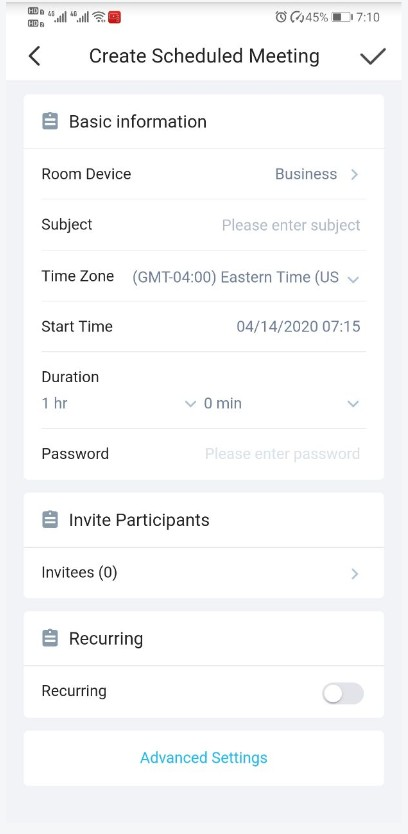 45% 7:10
Create Scheduled Meeting
Basic information
Room Device Business
Subject Please enter subject
Time Zone (GMT-04:00) Eastern Time (US
Start Time 04/14/2020 07:15
Duration
1 hr 0 min
Password Please enter password
Invite Participants
Invitees (0)
Recurring
Recurring
Advanced Settings